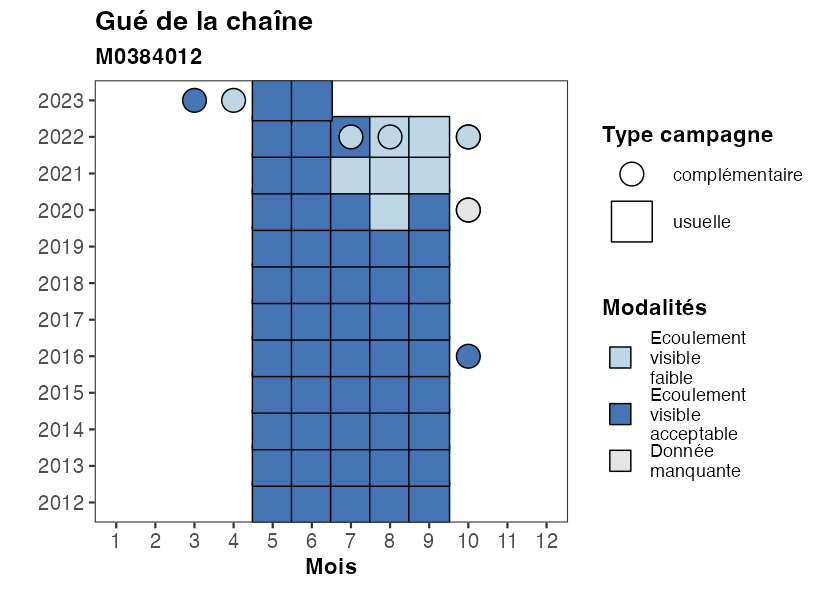 Gué de la chaîne
M0384012
2023
2022
2021
2020
2019
2018
2017
2016
2015
2014
2013
2012
1 2 3 4 5 6 7 8 9 10 11 12
Mois
Type campagne
complémentaire
usuelle
Modalités
Ecoulement
visible
faible
Ecoulement
visible
acceptable
Donnée
manquante